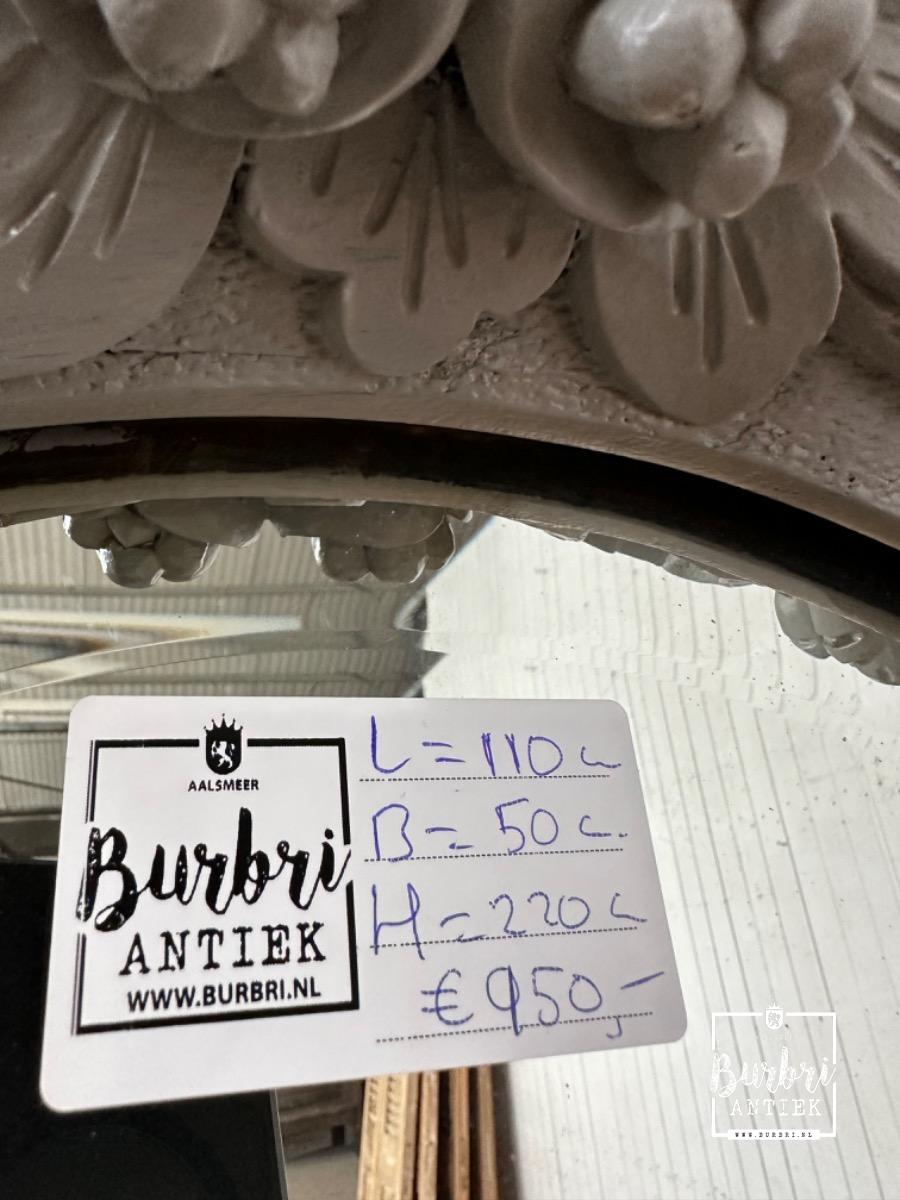 AALSMEER
Burbri
ANTIEK
WWW.BURBRI.NL
L = 110 c
B = 50 c.
H = 220 c
€ 950,-
Burbri
ANTIEK
WWW.BURBRI.NL